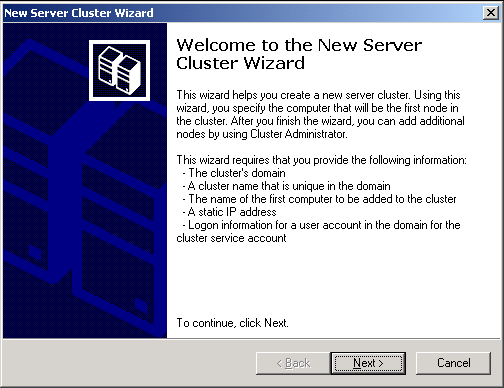 New Server Cluster Wizard
Welcome to the New Server
Cluster Wizard
This wizard helps you create a new server cluster. Using this
wizard, you specify the computer that will be the first node in
the cluster. After you finish the wizard, you can add additional
nodes by using Cluster Administrator.
This wizard requires that you provide the following information:
- The cluster's domain
- A cluster name that is unique in the domain
- The name of the first computer to be added to the cluster
- A static IP address
- Logon information for a user account in the domain for the
cluster service account
To continue, click Next.
< Back
Next >
Cancel